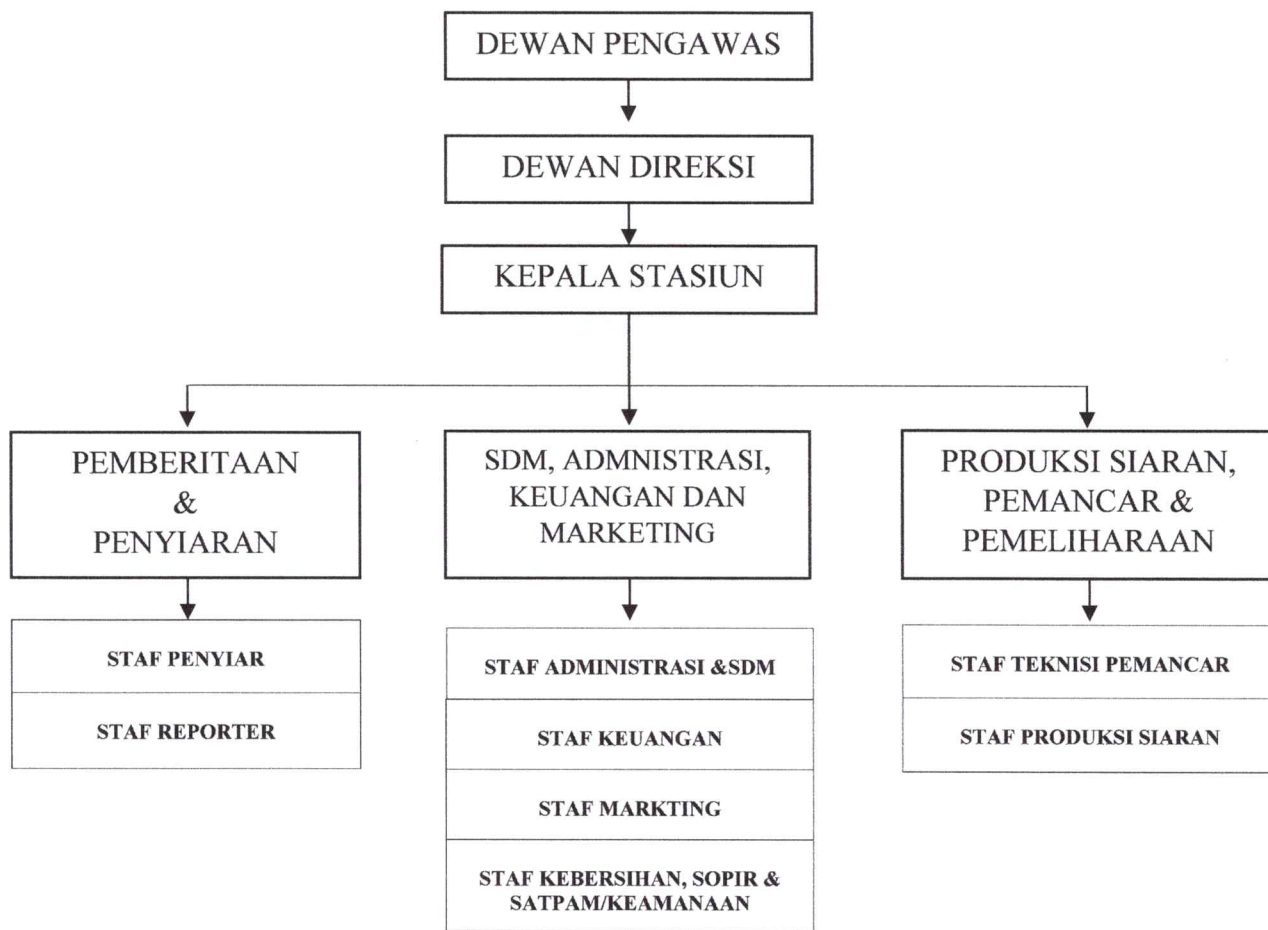 DEWAN PENGAWAS
DEWAN DIREKSI
KEPALA STASIUN
PEMBERITAAN
&
PENYIARAN
SDM, ADMNISTRASI,
KEUANGAN DAN
MARKETING
PRODUKSI SIARAN,
PEMANCAR &
PEMELIHARAAN
STAF PENYIAR
STAF REPORTER
STAF ADMINISTRASI &SDM
STAF KEUANGAN
STAF MARKTING
STAF KEBERSIHAN, SOPIR &
SATPAM/KEAMANAAN
STAF TEKNISI PEMANCAR
STAF PRODUKSI SIARAN